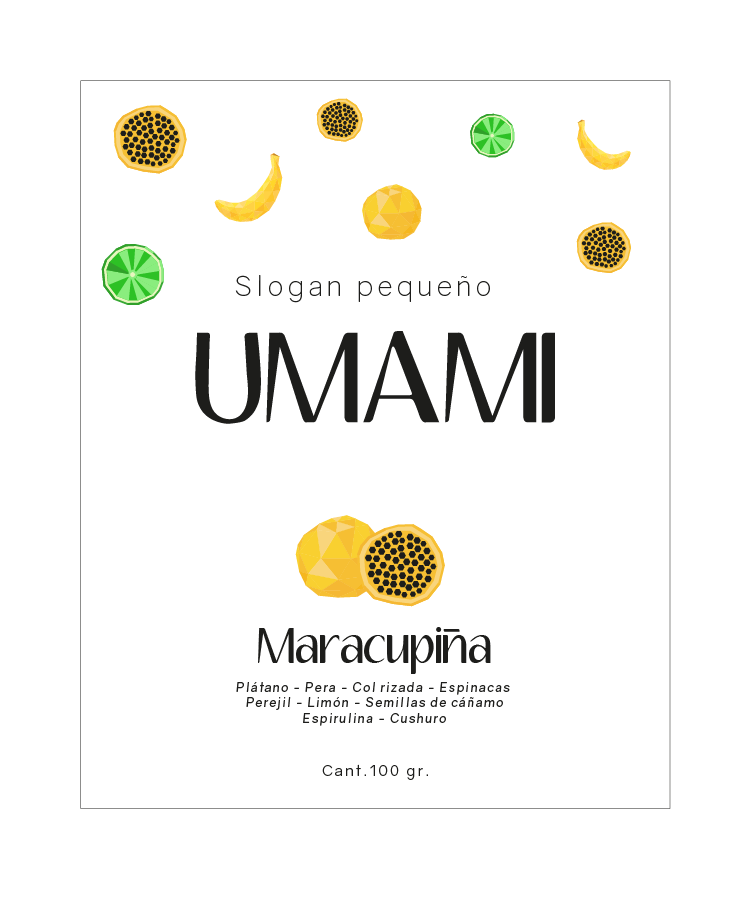 Slogan pequeño
UMAMI
Maracupiña
Plátano - Pera - Col rizada - Espinacas
Perejil - Limón - Semillas de cáñamo
Espirulina - Cushuro
Cant.100 gr.